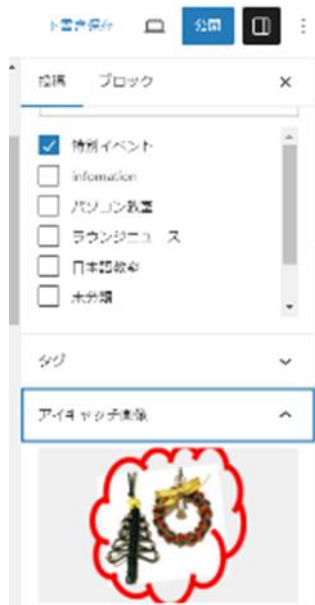 下書き保存 公開
投稿 ブロック
特別イベント
infomation
パソコン教室
ラウンジニュース
日本語教室
未分類
タグ
アイキャッチ画像